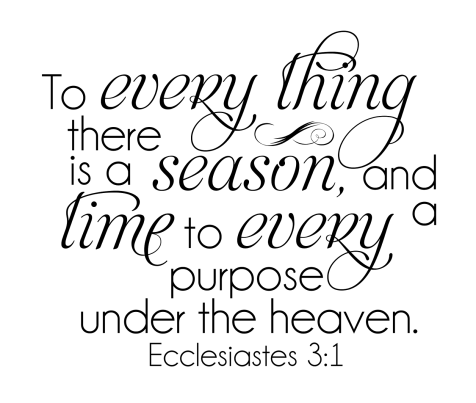 To every thing
there
is a season, and
a
time to every
purpose
under the heaven.
Ecclesiastes 3:1